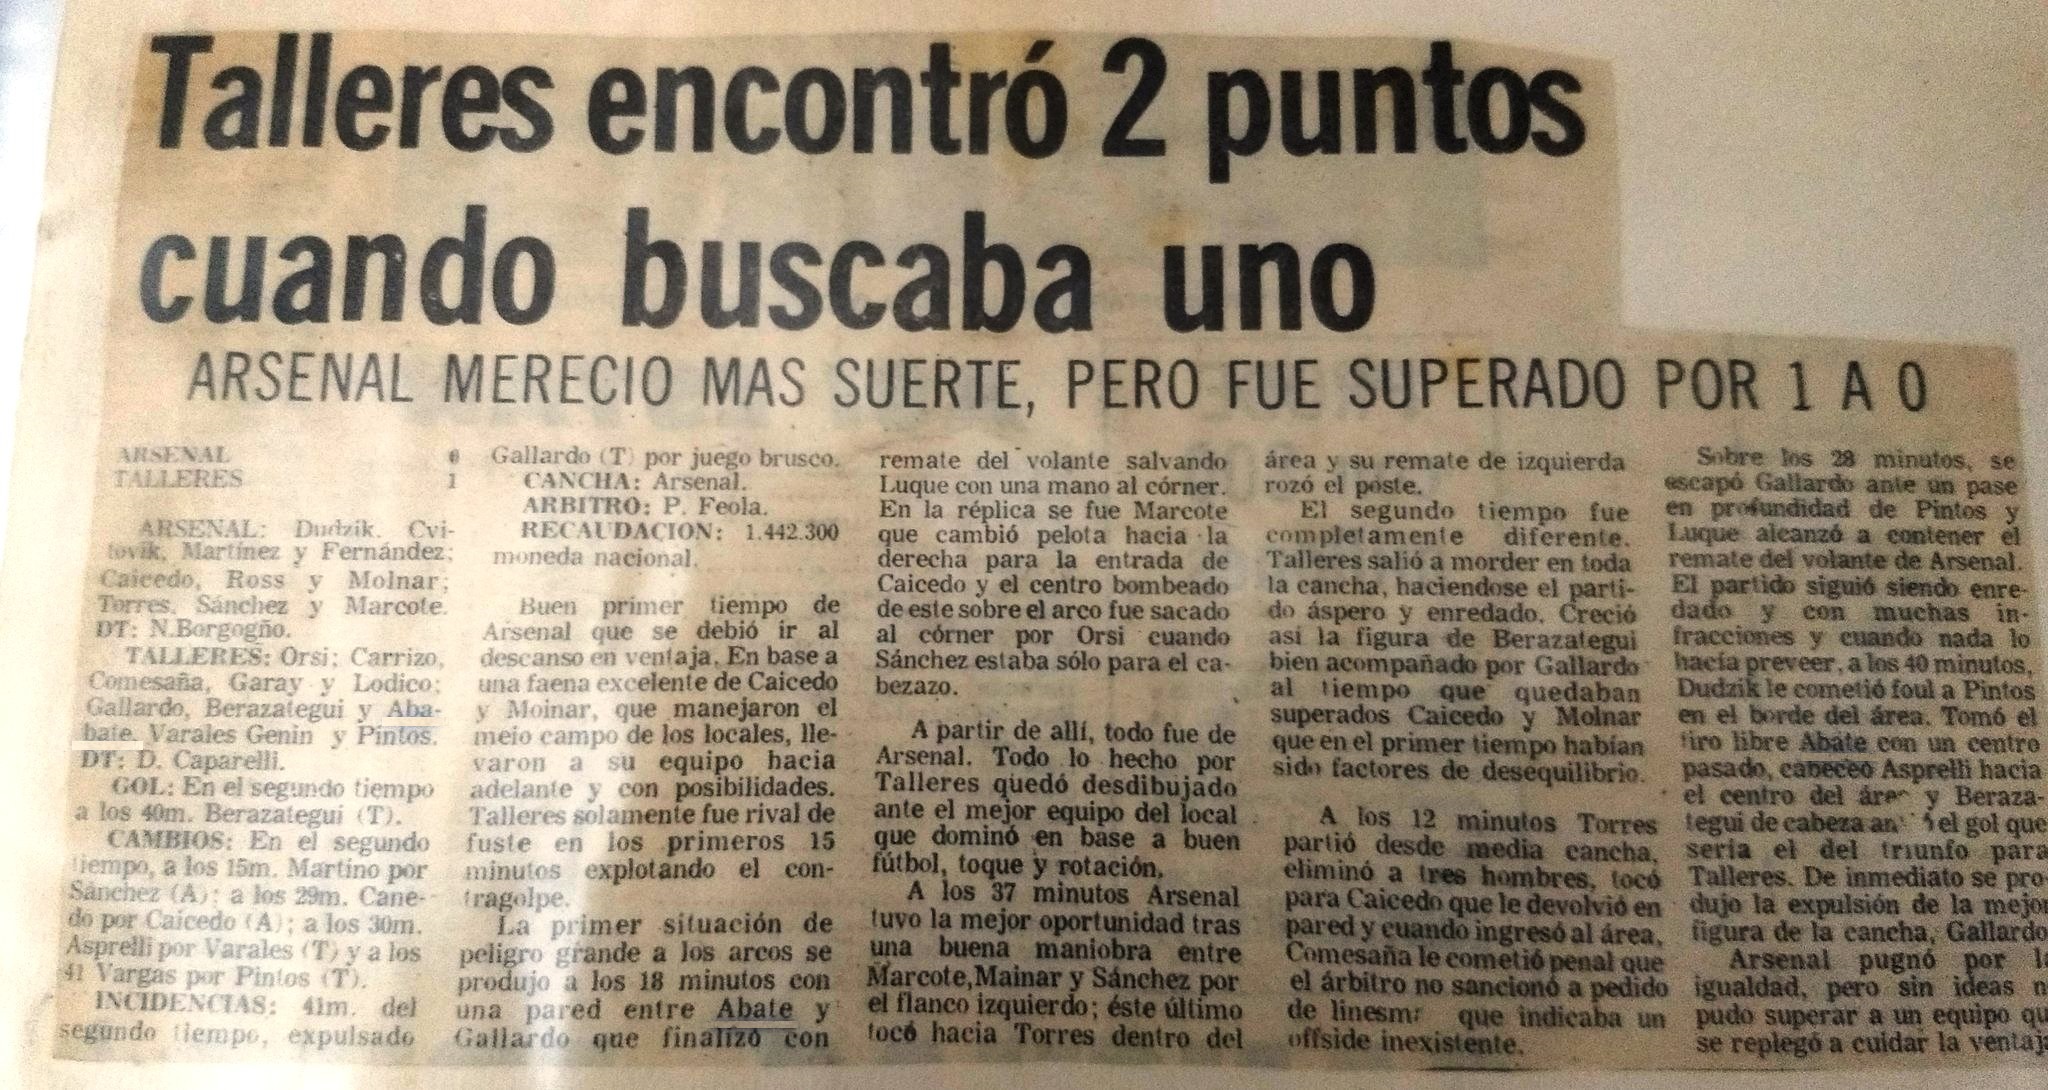 Talleres encontró 2 puntos
cuando buscaba uno
ARSENAL MERECIO MAS SUERTE, PERO FUE SUPERADO POR 1 A 0
ARSENAL 0
TALLERES 1
ARSENAL: Dudzik. Cvi-
tovik, Martínez y Fernández;
Caicedo, Ross y Molnar;
Torres, Sánchez y Marcote.
DT: N.Borgogño.
TALLERES: Orsi; Carrizo,
Comesaña, Garay y Lodico;
Gallardo, Berazategui y Aba-
bate. Varales Genin y Pintos.
DT: D. Caparelli.
GOL: En el segundo tiempo
a los 40m. Berazategui (T).
CAMBIOS: En el segundo
tiempo, a los 15m. Martino por
Sánchez (A); a los 29m. Cane-
do por Caicedo (A); a los 30m.
Asprelli por Varales (T) y a los
41 Vargas por Pintos (T).
INCIDENCIAS: 41m. del
segundo tiempo, expulsado
Gallardo (T) por juego brusco.
CANCHA: Arsenal.
ARBITRO: P. Feola.
RECAUDACION: 1.442.300
moneda nacional.
Buen primer tiempo de
Arsenal que se debió ir al
descanso en ventaja. En base a
una faena excelente de Caicedo
y Moinar, que manejaron el
meio campo de los locales, lle-
varon a su equipo hacia
adelante y con posibilidades.
Talleres solamente fue rival de
fuste en los primeros 15
minutos explotando el con-
tragolpe.
La primer situación de
peligro grande a los arcos se
produjo a los 18 minutos con
una pared entre Abate y
Gallardo que finalizó con
remate del volante salvando
Luque con una mano al córner.
En la réplica se fue Marcote
que cambió pelota hacia la
derecha para la entrada de
Caicedo y el centro bombeado
de este sobre el arco fue sacado
al córner por Orsi cuando
Sánchez estaba sólo para el ca-
bezazo.
A partir de allí, todo fue de
Arsenal. Todo lo hecho por
Talleres quedó desdibujado
ante el mejor equipo del local
que dominó en base a buen
fútbol, toque y rotación,
A los 37 minutos Arsenal
tuvo la mejor oportunidad tras
una buena maniobra entre
Marcote, Mainar y Sánchez por
el flanco izquierdo; éste último
tocó hacia Torres dentro del
área y su remate de izquierda
rozó el poste.
El segundo tiempo fue
completamente diferente.
Talleres salió a morder en toda
la cancha, haciendose el parti-
do áspero y enredado. Creció
así la figura de Berazategui
bien acompañado por Gallardo
al tiempo que quedaban
superados Caicedo y Molnar
que en el primer tiempo habían
sido factores de desequilibrio.
A los 12 minutos Torres
partió desde media cancha,
eliminó a tres hombres, tocó
para Caicedo que le devolvió en
pared y cuando ingresó al área,
Comesaña le cometió penal que
el árbitro no sancionó a pedido
de que indicaba un
offside inexistente.
Sobre los 28 minutos, se
escapó Gallardo ante un pase
en profundidad de Pintos y
Luque alcanzó a contener el
remate del volante de Arsenal.
El partido siguió siendo enre-
dado y con muchas in-
fracciones y cuando nada lo
hacía preveer, a los 40 minutos,
Dudzik le cometió foul a Pintos
en el borde del área. Tomó el
tiro libre Abate con un centro
pasado, cabeceó Asprelli hacia
el centro del y Beraza-
tegui de cabeza el gol que
sería el del triunfo para
Talleres. De inmediato se pro-
dujo la expulsión de la mejor
figura de la cancha, Gallardo
Arsenal pugnó por
igualdad, pero sin ideas
pudo superar a un equipo
se replegó a cuidar la